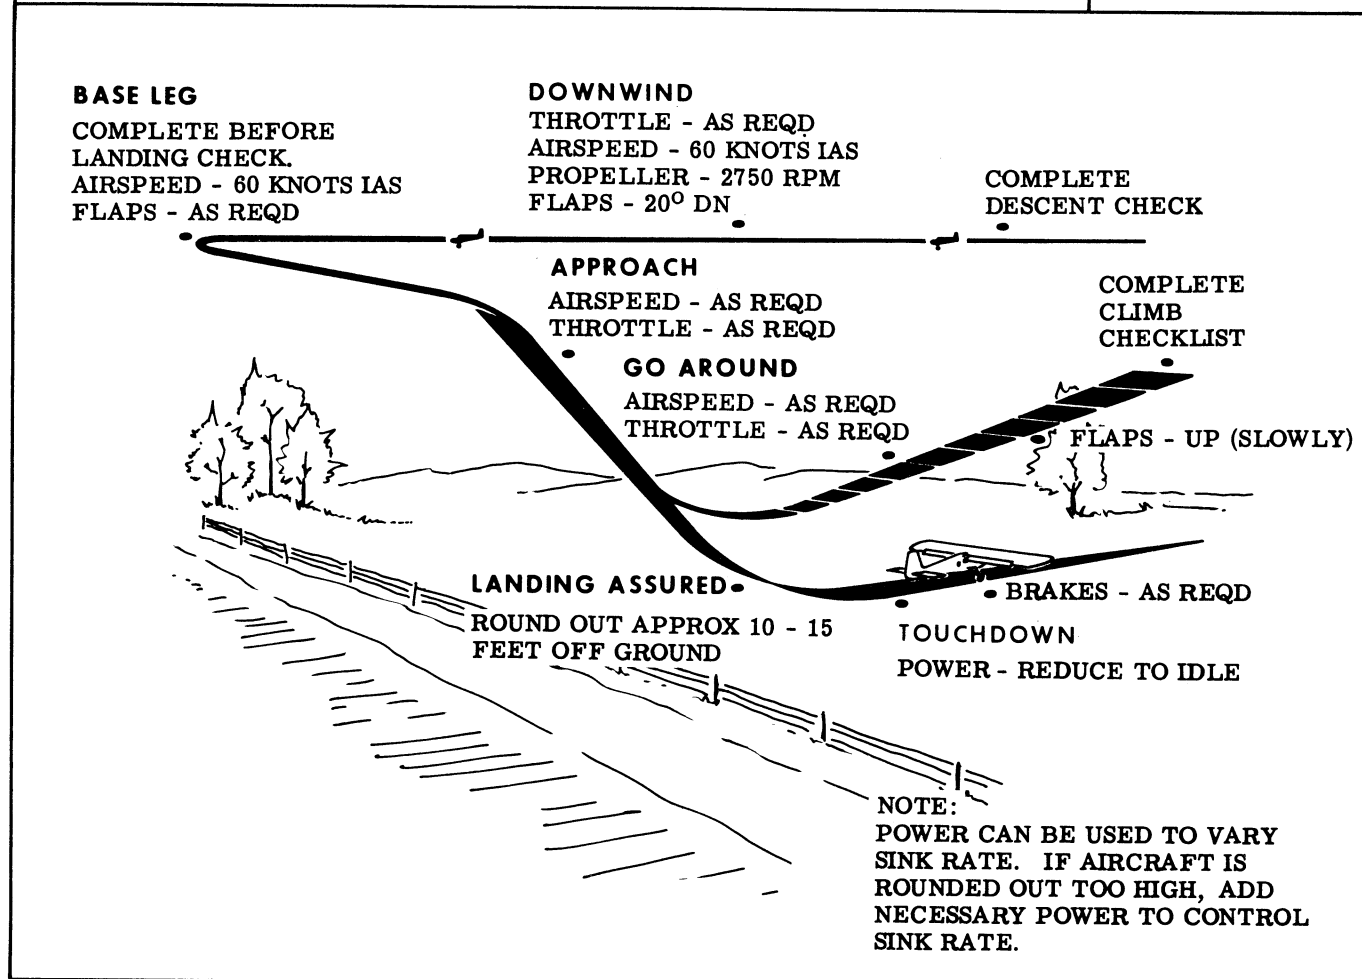 BASE LEG
COMPLETE BEFORE
LANDING CHECK.
AIRSPEED - 60 KNOTS IAS
FLAPS - AS REQD
DOWNWIND
THROTTLE - AS REQD
AIRSPEED - 60 KNOTS IAS
PROPELLER - 2750 RPM
FLAPS - 20° DN
COMPLETE
DESCENT CHECK
APPROACH
AIRSPEED - AS REQD
THROTTLE - AS REQD
GO AROUND
AIRSPEED - AS REQD
THROTTLE - AS REQD
COMPLETE
CLIMB
CHECKLIST
FLAPS - UP (SLOWLY)
LANDING ASSURED
ROUND OUT APPROX 10 - 15
FEET OFF GROUND
BRAKES - AS REQD
TOUCHDOWN
POWER - REDUCE TO IDLE
NOTE:
POWER CAN BE USED TO VARY
SINK RATE. IF AIRCRAFT IS
ROUNDED OUT TOO HIGH, ADD
NECESSARY POWER TO CONTROL
SINK RATE.